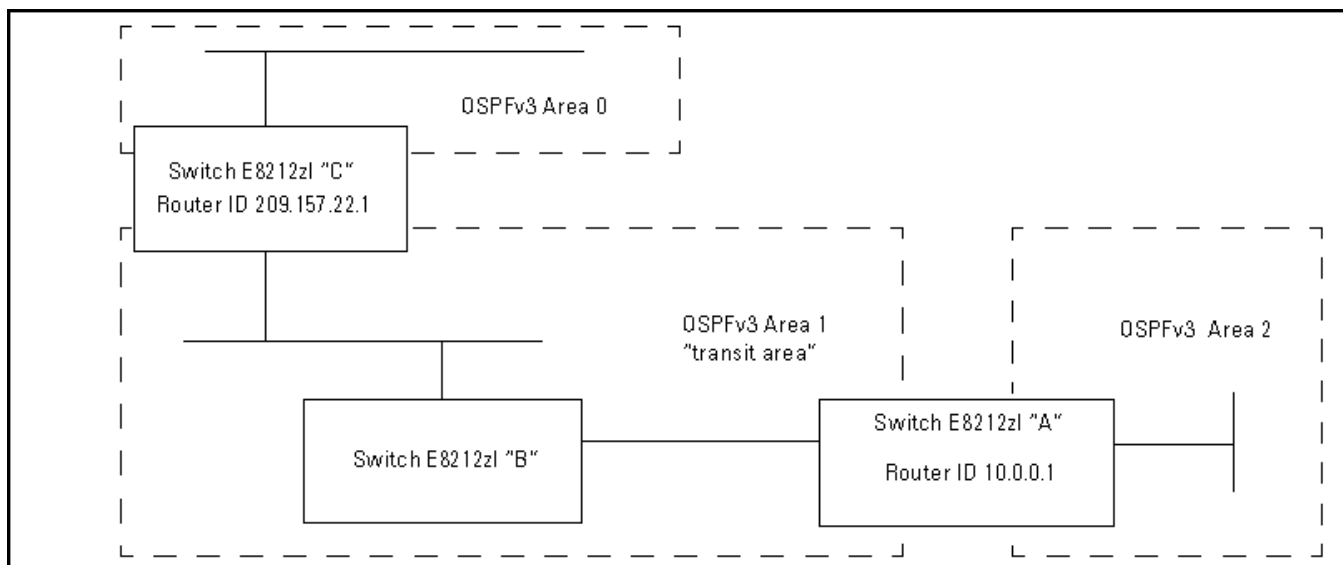 OSPFv3 Area 0
Switch E8212zl "C"
Router ID 209.157.22.1
OSPFv3 Area 1
"transit area"
OSPFv3 Area 2
Switch E8212zl "B"
Switch E8212zl "A"
Router ID 10.0.0.1